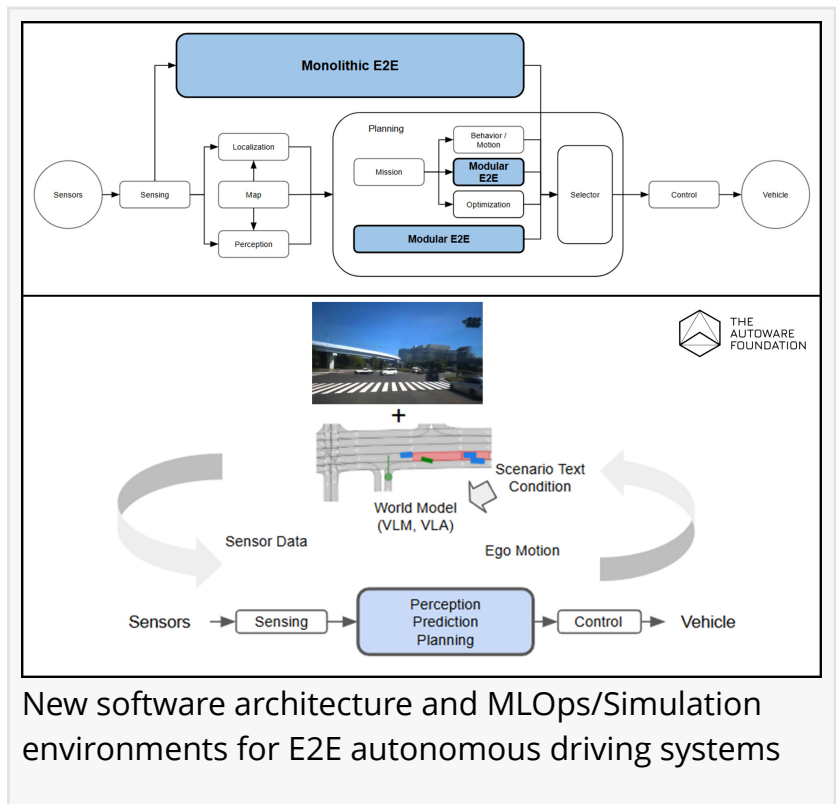 Monolithic E2E
Planning
Behavior /
Motion
Localization
Mission
Modular
E2E
Sensors
Sensing
Map
Selector
Control
Vehicle
Optimization
Perception
Modular E2E
THE
AUTOWARE
FOUNDATION
+
Scenario Text
Condition
World Model
(VLM, VLA)
Sensor Data
Ego Motion
Sensors
Sensing
Perception
Prediction
Planning
Control
Vehicle
New software architecture and MLOps/Simulation
environments for E2E autonomous driving systems